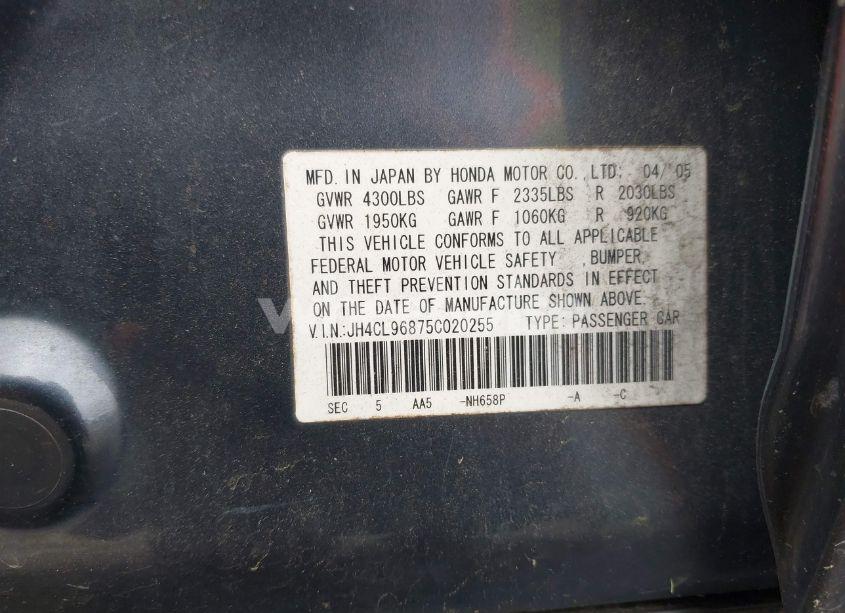 MFD. IN JAPAN BY HONDA MOTOR CO., LTD. 04/'05
GVWR 4300LBS GAWR F 2335LBS R 2030LBS
GVWR 1950KG GAWR F 1060KG R 920KG
THIS VEHICLE CONFORMS TO ALL APPLICABLE
FEDERAL MOTOR VEHICLE SAFETY ,BUMPER,
AND THEFT PREVENTION STANDARDS IN EFFECT
ON THE DATE OF MANUFACTURE SHOWN ABOVE.
V.I.N.:JH4CL96875C020255 TYPE: PASSENGER CAR
SEC 5 AA5 -NH658P -A -C